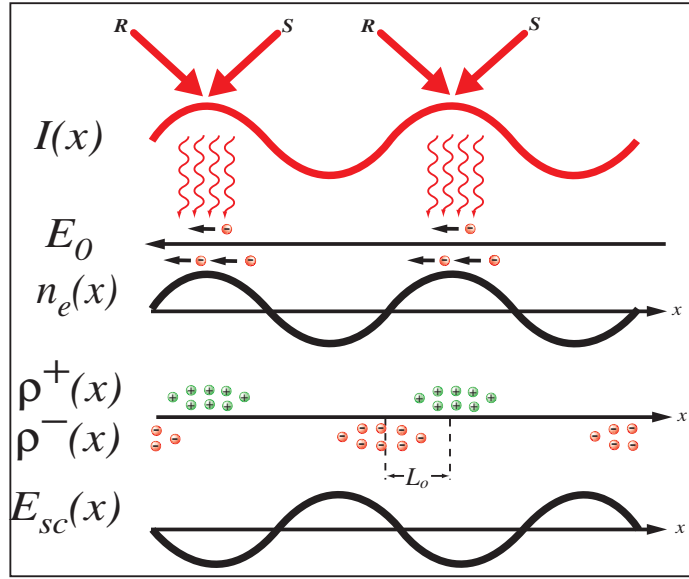 R S R S
I(x)
E0
ne(x) x
ρ+(x)
x
ρ−(x)
Lo
Esc(x) x